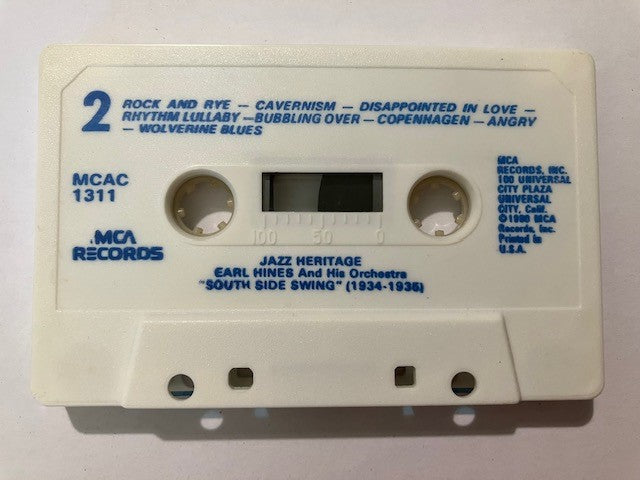 2
ROCK AND RYE – CAVERNISM – DISAPPOINTED IN LOVE –
RHYTHM LULLABY –BUBBLING OVER – COPENHAGEN – ANGRY
– WOLVERINE BLUES
MCAC
1311
MCA
RECORDS, INC.
100 UNIVERSAL
CITY PLAZA
UNIVERSAL
CITY, Calif.
©1980 MCA
Records, Inc.
Printed in
U.S.A.
100 50 0
MCA
RECORDS
JAZZ HERITAGE
EARL HINES And His Orchestra
"SOUTH SIDE SWING" (1934-1935)